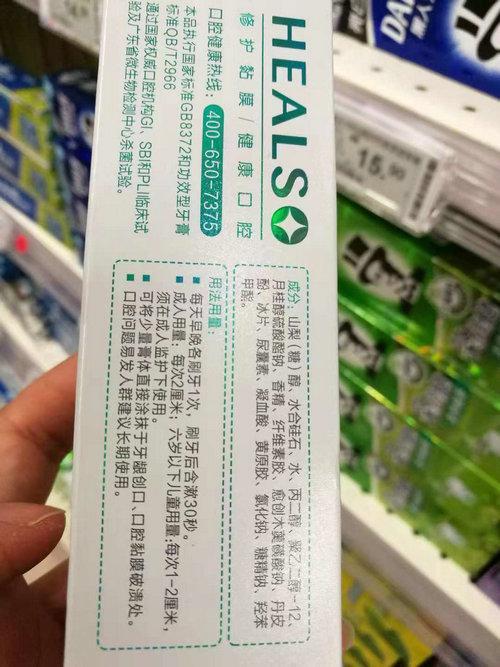 HEALSO
修护黏膜/健康口腔
口腔健康热线：400-650-7375
本品执行国家标准GB8372和功效型牙膏
标准QB/T2966
通过国家权威口腔机构GI、SBI和PLI临床试
验及广东省微生物检测中心杀菌试验。
成分：山梨（糖）醇、水合硅石、水、丙二醇、聚乙二醇-12、
月桂醇硫酸酯钠、香精、纤维素胶、愈创木薁磺酸钠、丹皮
酚、冰片、尿囊素、凝血酸、黄原胶、氯化钠、糖精钠、羟苯
甲酯。
用法用量：
每天早晚各刷牙1次，刷牙后含漱30秒。
成人用量：每次2厘米；六岁以下儿童用量：每次1-2厘米，
须在成人监护下使用。
可将少量膏体直接涂抹于牙龈创口、口腔黏膜破溃处。
口腔问题易发人群建议长期使用。
DA
黑人
15.90